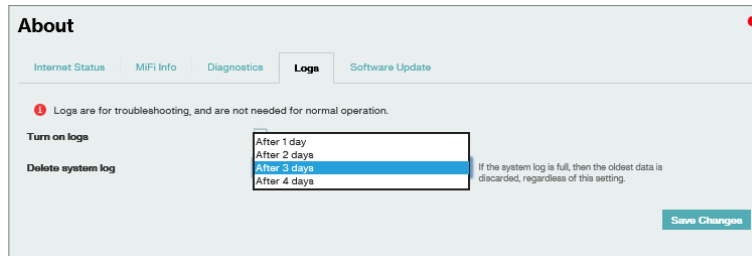 About
Internet Status MiFi Info Diagnostics Logs Software Update
Logs are for troubleshooting, and are not needed for normal operation.
Turn on logs
After 1 day
After 2 days
Delete system log After 3 days If the system log is full, then the oldest data is
After 4 days discarded, regardless of this setting.
Save Changes